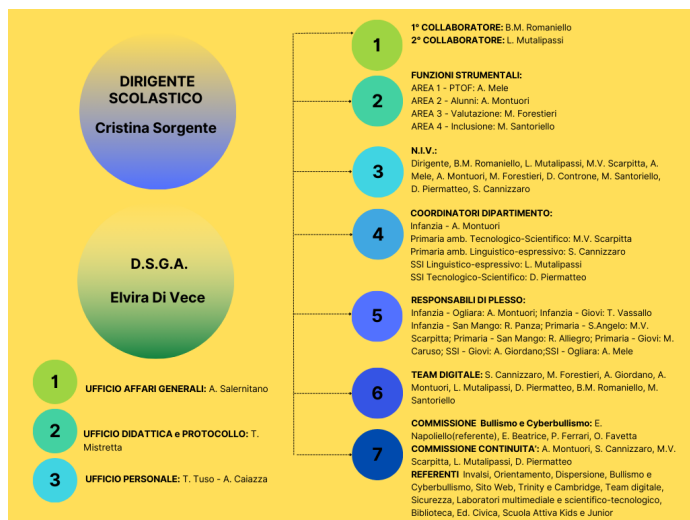 DIRIGENTE
SCOLASTICO
Cristina Sorgente
D.S.G.A.
Elvira Di Vece
1
UFFICIO AFFARI GENERALI: A. Salernitano
2
UFFICIO DIDATTICA e PROTOCOLLO: T.
Mistretta
3
UFFICIO PERSONALE: T. Tuso - A. Caiazza
1
1° COLLABORATORE: B.M. Romaniello
2° COLLABORATORE: L. Mutalipassi
2
FUNZIONI STRUMENTALI:
AREA 1 - PTOF: A. Mele
AREA 2 - Alunni: A. Montuori
AREA 3 - Valutazione: M. Forestieri
AREA 4 - Inclusione: M. Santoriello
3
N.I.V.:
Dirigente, B.M. Romaniello, L. Mutalipassi, M.V. Scarpitta, A.
Mele, A. Montuori, M. Forestieri, D. Controne, M. Santoriello,
D. Piermatteo, S. Cannizzaro
4
COORDINATORI DIPARTIMENTO:
Infanzia - A. Montuori
Primaria amb. Tecnologico-Scientifico: M.V. Scarpitta
Primaria amb. Linguistico-espressivo: S. Cannizzaro
SSI Linguistico-espressivo: L. Mutalipassi
SSI Tecnologico-Scientifico: D. Piermatteo
5
RESPONSABILI DI PLESSO:
Infanzia - Ogliara: A. Montuori; Infanzia - Giovi: T. Vassallo
Infanzia - San Mango: R. Panza; Primaria - S.Angelo: M.V.
Scarpitta; Primaria - San Mango: R. Alliegro; Primaria - Giovi: M.
Caruso; SSI - Giovi: A. Giordano;SSI - Ogliara: A. Mele
6
TEAM DIGITALE: S. Cannizzaro, M. Forestieri, A. Giordano, A.
Montuori, L. Mutalipassi, D. Piermatteo, B.M. Romaniello, M.
Santoriello
7
COMMISSIONE Bullismo e Cyberbullismo: E.
Napoliello(referente), E. Beatrice, P. Ferrari, O. Favetta
COMMISSIONE CONTINUITA': A. Montuori, S. Cannizzaro, M.V.
Scarpitta, L. Mutalipassi, D. Piermatteo
REFERENTI Invalsi, Orientamento, Dispersione, Bullismo e
Cyberbullismo, Sito Web, Trinity e Cambridge, Team digitale,
Sicurezza, Laboratori multimediale e scientifico-tecnologico,
Biblioteca, Ed. Civica, Scuola Attiva Kids e Junior